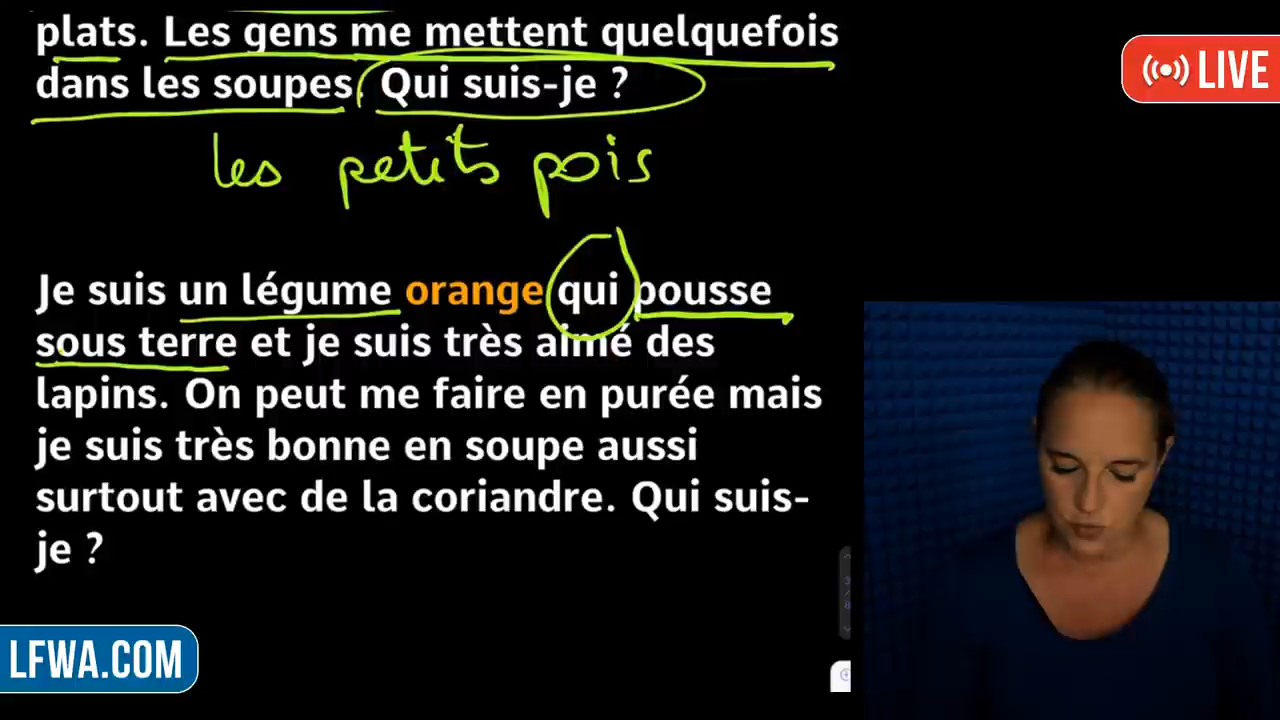 plats. Les gens me mettent quelquefois
dans les soupes. Qui suis-je ?
les petits pois
Je suis un légume orange qui pousse
sous terre et je suis très aimé des
lapins. On peut me faire en purée mais
je suis très bonne en soupe aussi
surtout avec de la coriandre. Qui suis-
je ?
LIVE
LFWA.COM